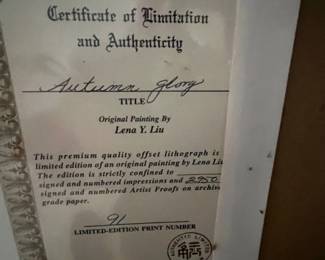 Certificate of Limitation
and Authenticity
Autumn Glory
TITLE
Original Painting By
Lena Y. Liu
This premium quality offset lithograph is
limited edition of an original painting by Lena Liu
The edition is strictly confined to 2950
signed and numbered impressions and
signed and numbered Artist Proofs on archiv
grade paper.
91
LIMITED-EDITION PRINT NUMBER